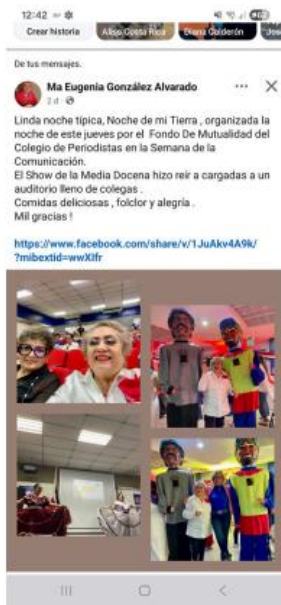 12:42
Crear historia
Aliss Costa Rica
Diana Calderón
De tus mensajes.
Ma Eugenia González Alvarado
2 d
Linda noche típica, Noche de mi Tierra , organizada la
noche de este jueves por el Fondo De Mutualidad del
Colegio de Periodistas en la Semana de la
Comunicación.
El Show de la Media Docena hizo reír a cargadas a un
auditorio lleno de colegas .
Comidas deliciosas , folclor y alegría .
Mil gracias !
https://www.facebook.com/share/v/1JuAkv4A9k/
?mibextid=wwXIfr